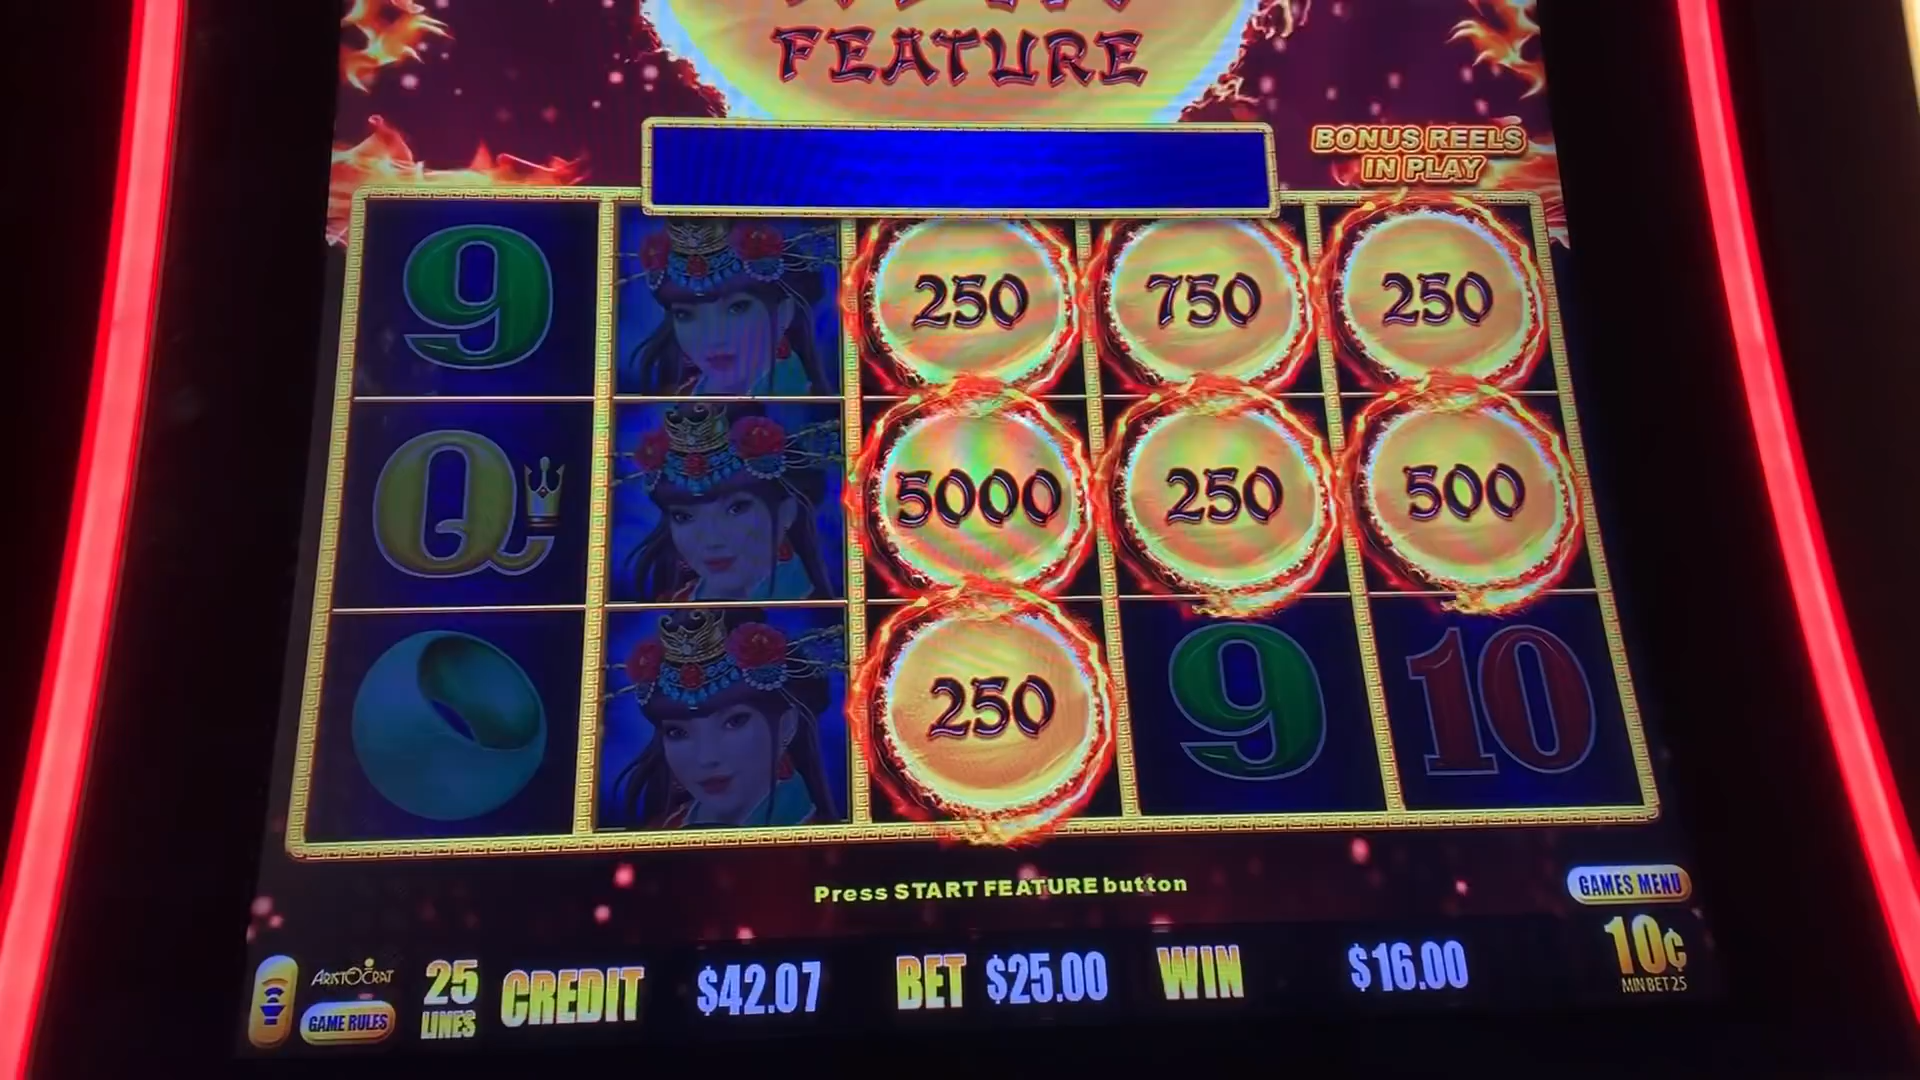 FEATURE
BONUS REELS
IN PLAY
9
250
750
250
Q
5000
250
500
250
9
10
Press START FEATURE button
GAMES MENU
ARISTOCRAT
GAME RULES
25
LINES
CREDIT
$42.07
BET
$25.00
WIN
$16.00
10¢
MIN BET 25